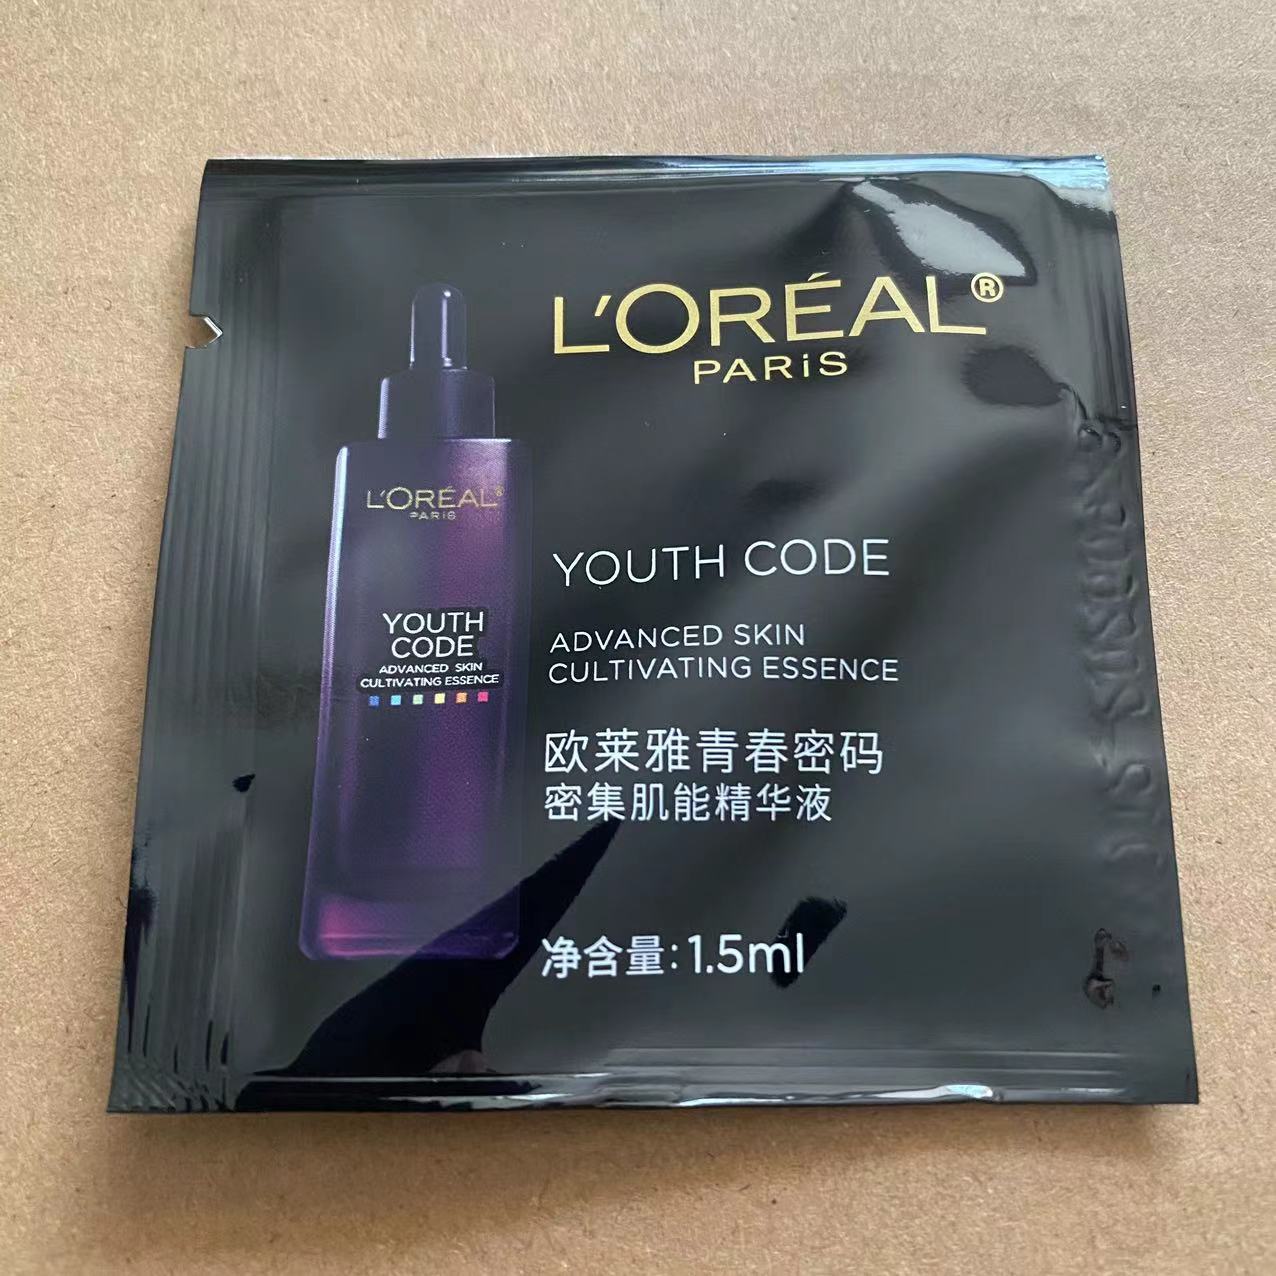 L'ORÉAL®
PARiS
YOUTH CODE
ADVANCED SKIN
CULTIVATING ESSENCE
欧莱雅青春密码
密集肌能精华液
净含量:1.5ml
L'ORÉAL®
PARiS
YOUTH
CODE
ADVANCED SKIN
CULTIVATING ESSENCE